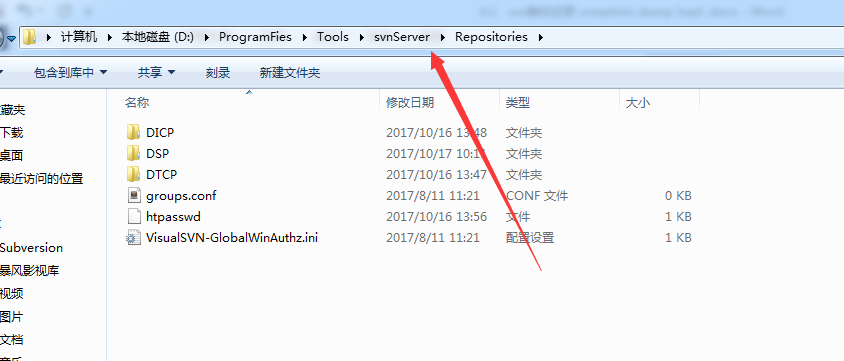 计算机 本地磁盘 (D:) ProgramFies Tools svnServer Repositories
包含到库中 共享 刻录 新建文件夹
名称 修改日期 类型 大小
DICP 2017/10/16 13:48 文件夹
DSP 2017/10/17 10:1 文件夹
DTCP 2017/10/16 13:47 文件夹
groups.conf 2017/8/11 11:21 CONF 文件 0 KB
htpasswd 2017/10/16 13:56 文件 1 KB
VisualSVN-GlobalWinAuthz.ini 2017/8/11 11:21 配置设置 1 KB
藏夹
下载
桌面
最近访问的位置
Subversion
暴风影视库
视频
图片
文档
音乐